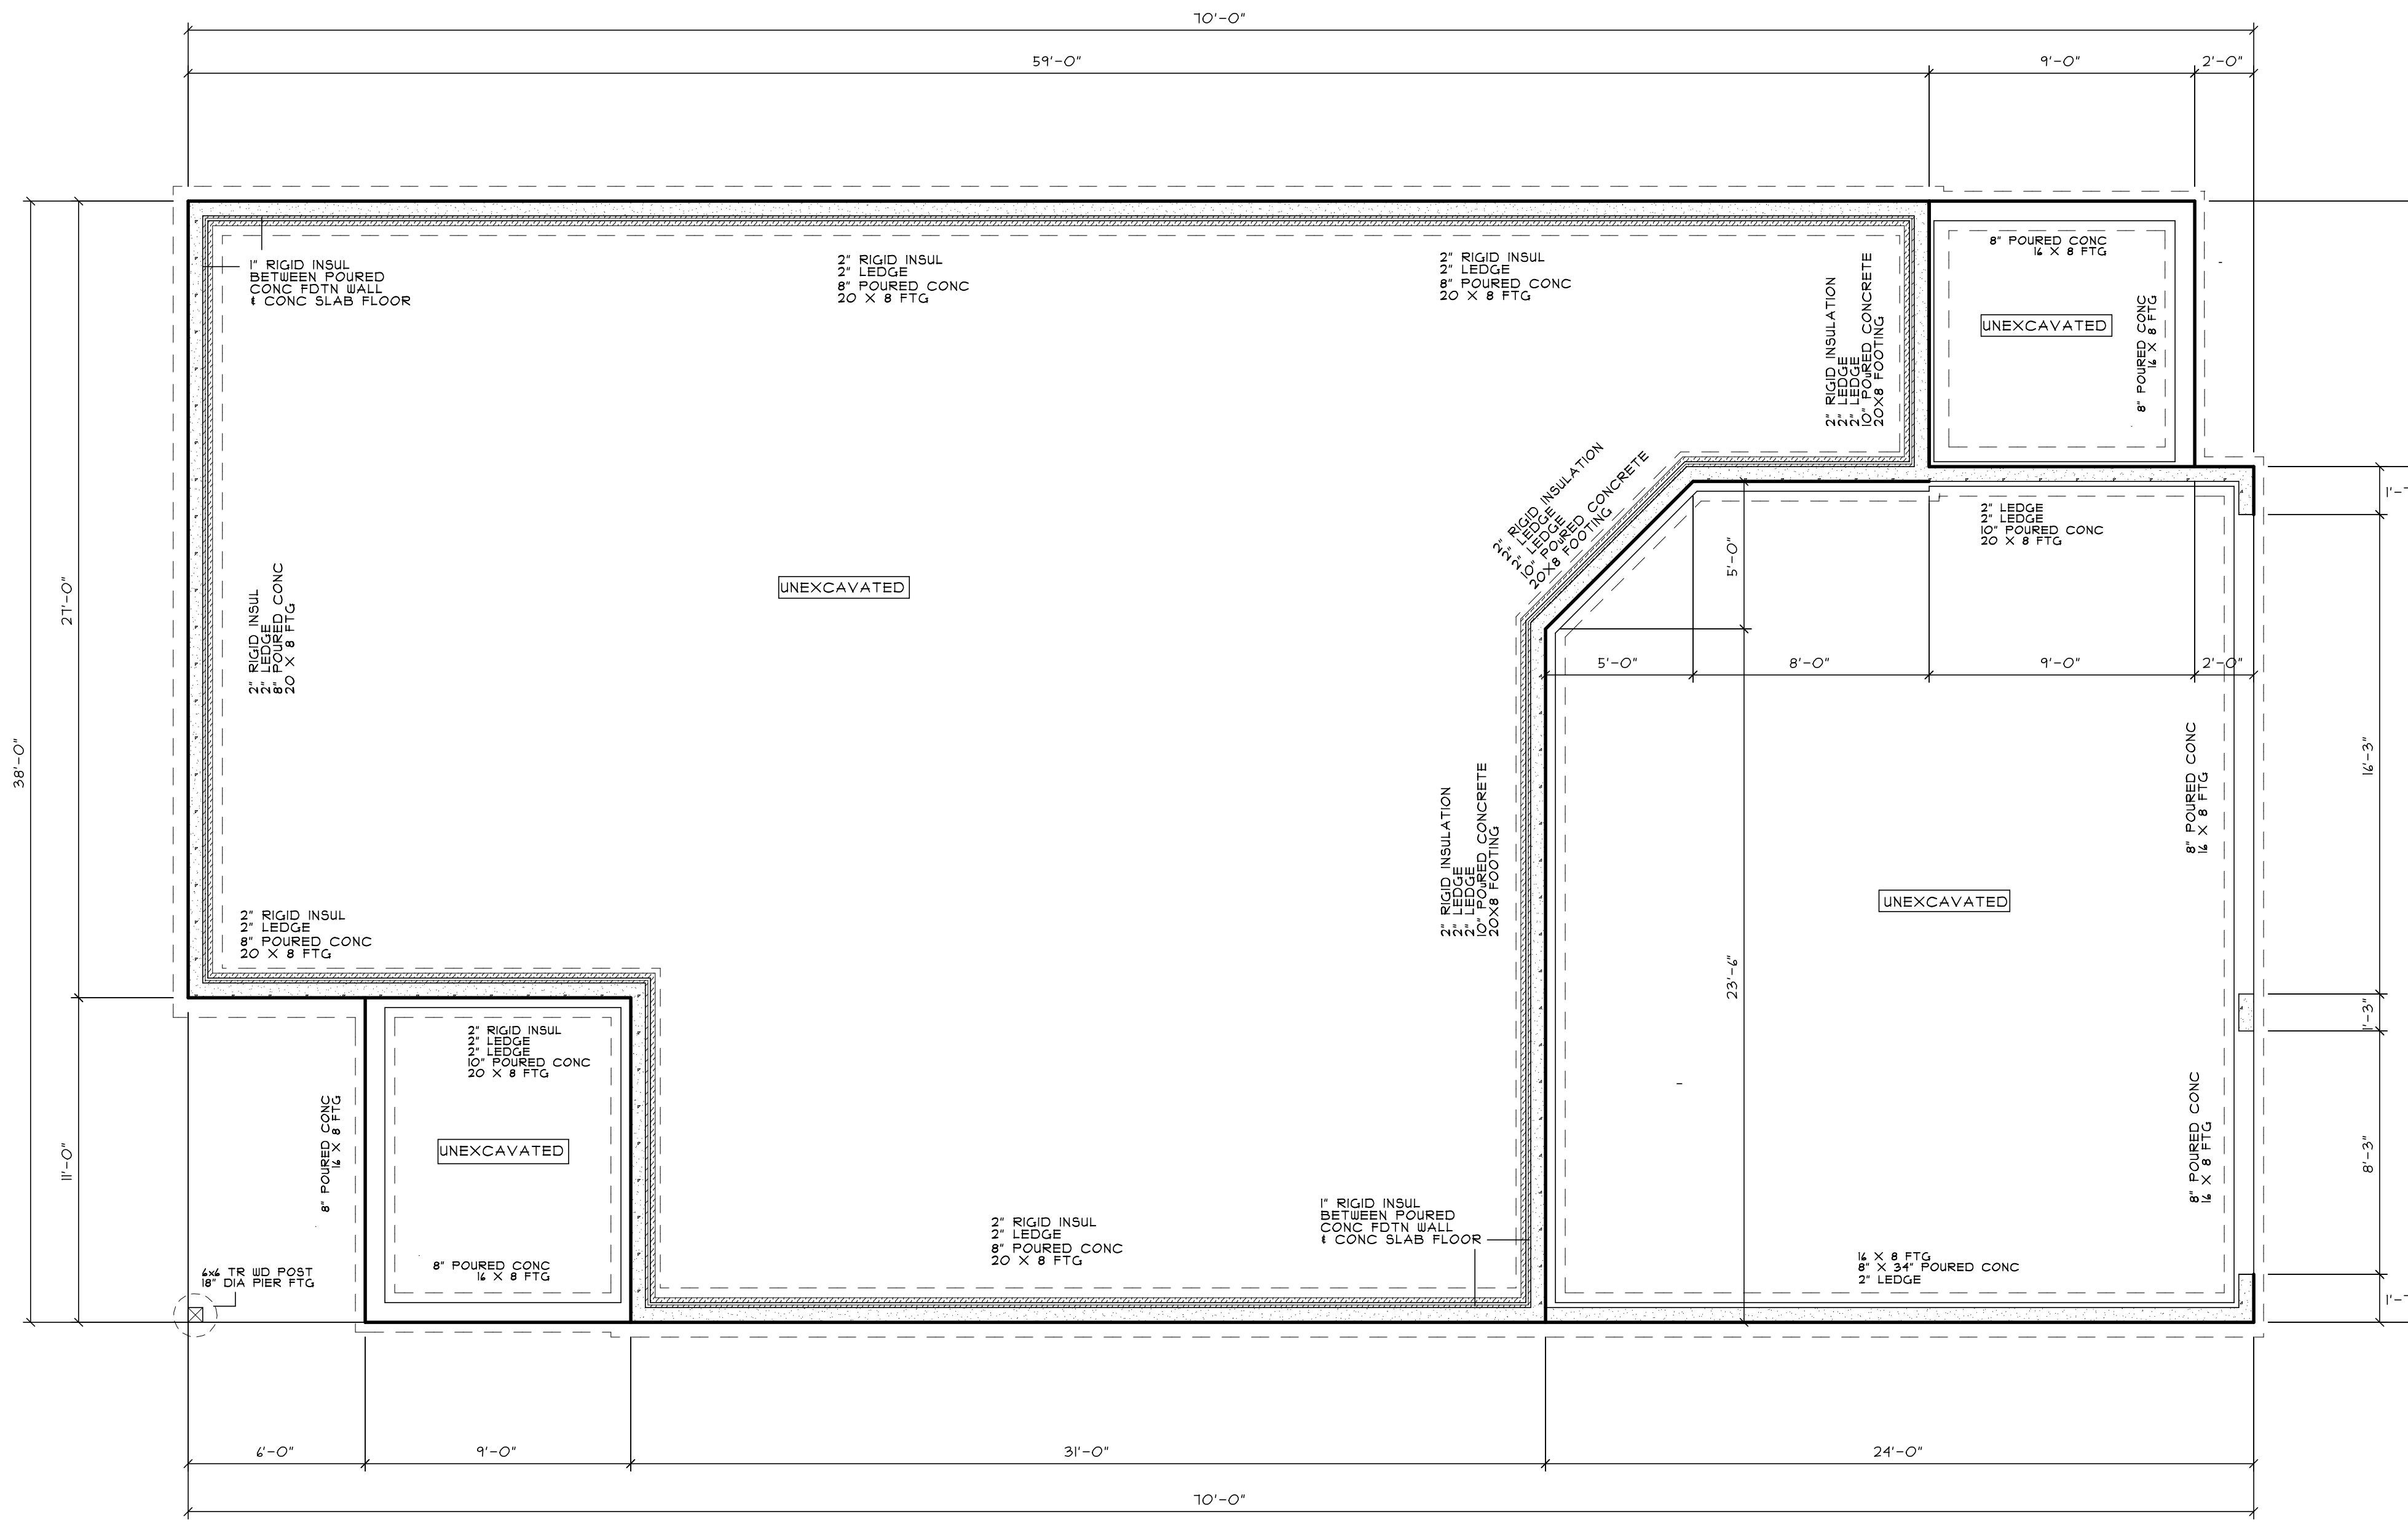 70'-0"
59'-0"
9'-0"
2'-0"
1" RIGID INSUL
BETWEEN POURED
CONC FDTN WALL
& CONC SLAB FLOOR
2" RIGID INSUL
2" LEDGE
8" POURED CONC
20 X 8 FTG
2" RIGID INSUL
2" LEDGE
8" POURED CONC
20 X 8 FTG
2" RIGID INSULATION
2" LEDGE
2" LEDGE
10" POURED CONCRETE
20X8 FOOTING
8" POURED CONC
16 X 8 FTG
UNEXCAVATED
8" POURED CONC
16 X 8 FTG
2" RIGID INSULATION
2" LEDGE
2" LEDGE
10" POURED CONCRETE
20X8 FOOTING
2" LEDGE
2" LEDGE
10" POURED CONC
20 X 8 FTG
5'-0"
27'-0"
38'-0"
2" RIGID INSUL
2" LEDGE
8" POURED CONC
20 X 8 FTG
UNEXCAVATED
5'-0"
8'-0"
9'-0"
2'-0"
16'-3"
8" POURED CONC
16 X 8 FTG
2" RIGID INSULATION
2" LEDGE
2" LEDGE
10" POURED CONCRETE
20X8 FOOTING
UNEXCAVATED
23'-6"
2" RIGID INSUL
2" LEDGE
8" POURED CONC
20 X 8 FTG
1'-3"
2" RIGID INSUL
2" LEDGE
2" LEDGE
10" POURED CONC
20 X 8 FTG
8" POURED CONC
16 X 8 FTG
UNEXCAVATED
11'-0"
8" POURED CONC
16 X 8 FTG
8'-3"
1" RIGID INSUL
BETWEEN POURED
CONC FDTN WALL
& CONC SLAB FLOOR
2" RIGID INSUL
2" LEDGE
8" POURED CONC
20 X 8 FTG
16 X 8 FTG
8" X 34" POURED CONC
2" LEDGE
8" POURED CONC
16 X 8 FTG
6x6 TR WD POST
18" DIA PIER FTG
6'-0"
9'-0"
31'-0"
24'-0"
70'-0"